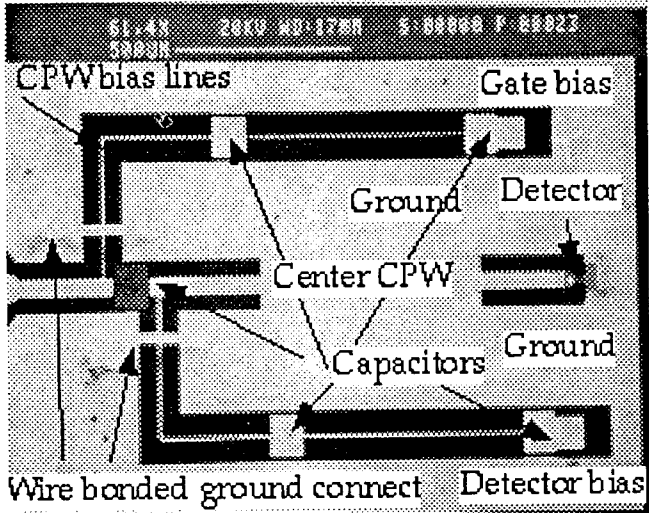 CPW bias lines
Gate bias
Ground
Detector
Center CPW
Ground
Capacitors
Wire bonded ground connect
Detector bias